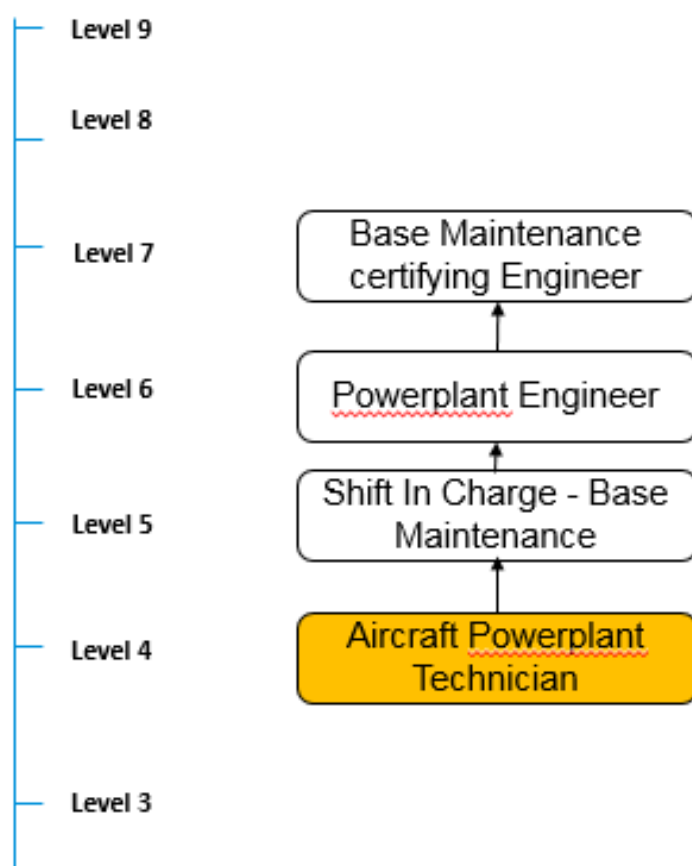 Level 9
Level 8
Level 7
Base Maintenance
certifying Engineer
Level 6
Powerplant Engineer
Level 5
Shift In Charge - Base
Maintenance
Level 4
Aircraft Powerplant
Technician
Level 3